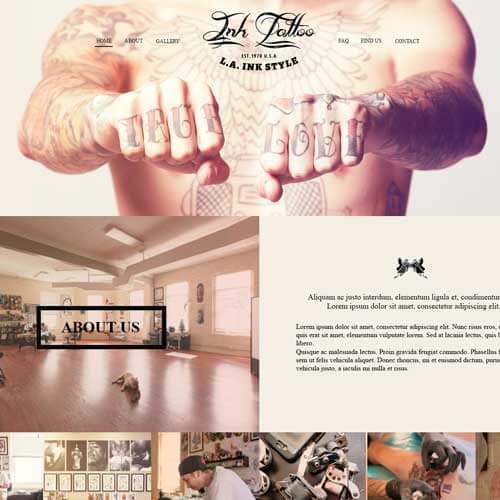 Ink Tattoo
HOME ABOUT GALLERY FAQ FIND US CONTACT
EST. 1978 U.S.A
L.A. INK STYLE
TRUE LOVE
ABOUT US
Aliquam ac justo interdum, elementum ligula et, condimentu
Lorem ipsum dolor sit amet, consectetur adipiscing elit.
Lorem ipsum dolor sit amet, consectetur adipiscing elit. Nunc risus eros,
quis erat sit amet, elementum vulputate lorem. Sed at lacinia lectus, quis
libero.
Quisque ac malesuada lectus. Proin gravida feugiat commodo. Phasellus
sem ut felis vehicula aliquet. Donec rhoncus, mi et euismod dictum, purus
vehicula justo, a iaculis nu mulla et risus.